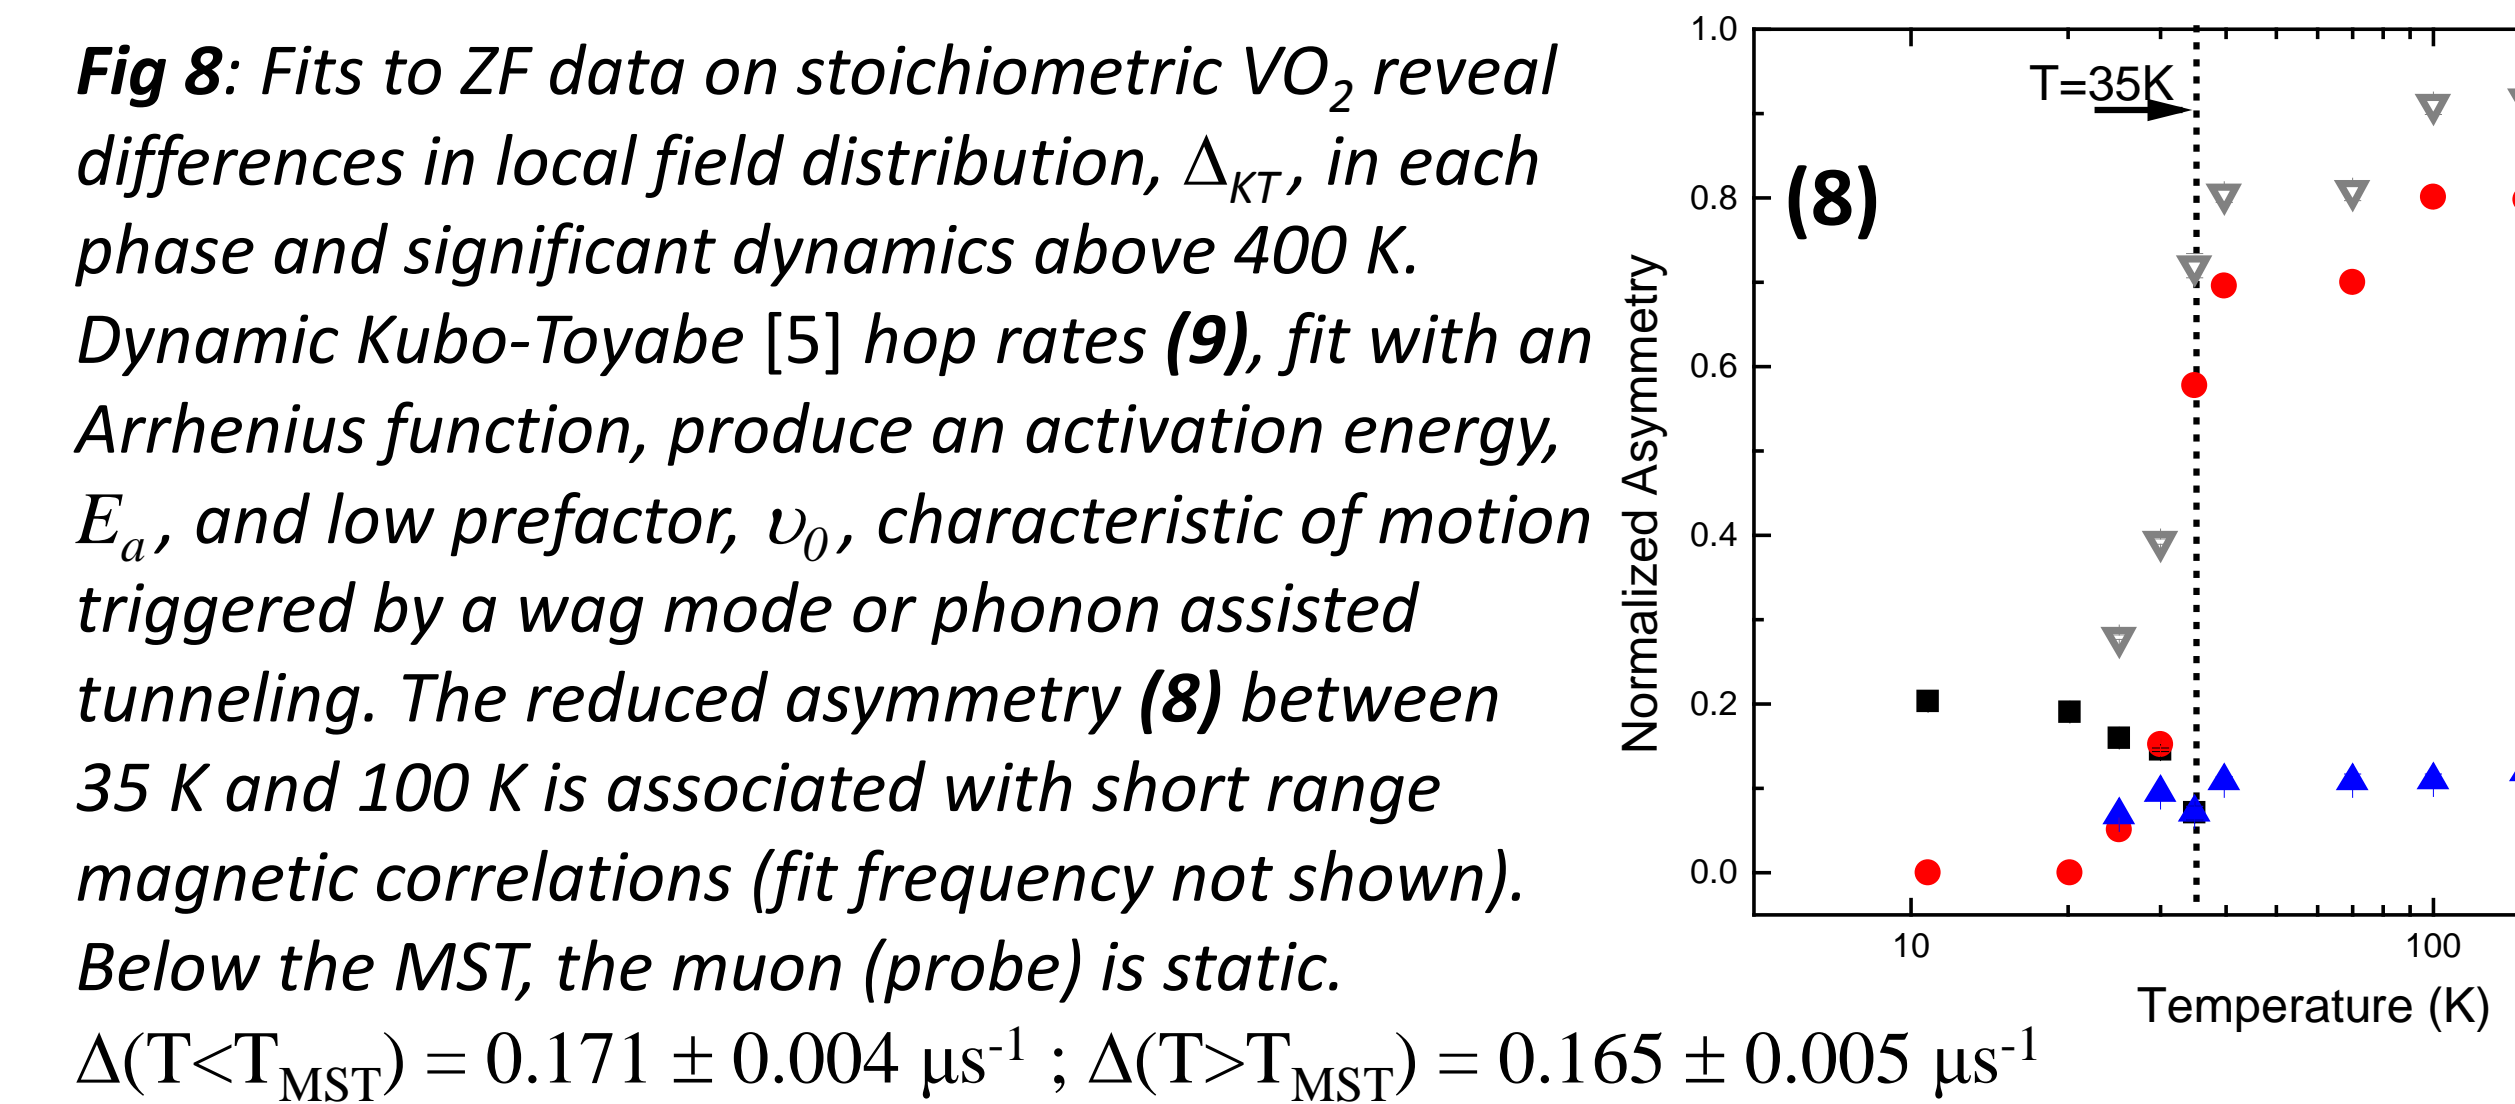 Fig 8: Fits to ZF data on stoichiometric VO₂ reveal
differences in local field distribution, Δ_KT, in each
phase and significant dynamics above 400 K.
Dynamic Kubo-Toyabe [5] hop rates (9), fit with an
Arrhenius function, produce an activation energy,
E_a, and low prefactor, υ₀, characteristic of motion
triggered by a wag mode or phonon assisted
tunneling. The reduced asymmetry (8) between
35 K and 100 K is associated with short range
magnetic correlations (fit frequency not shown).
Below the MST, the muon (probe) is static.
Δ(T<T_MST) = 0.171 ± 0.004 μs⁻¹ ; Δ(T>T_MST) = 0.165 ± 0.005 μs⁻¹
Normalized Asymmetry
1.0
0.8
0.6
0.4
0.2
0.0
T=35K
(8)
10
100
Temperature (K)